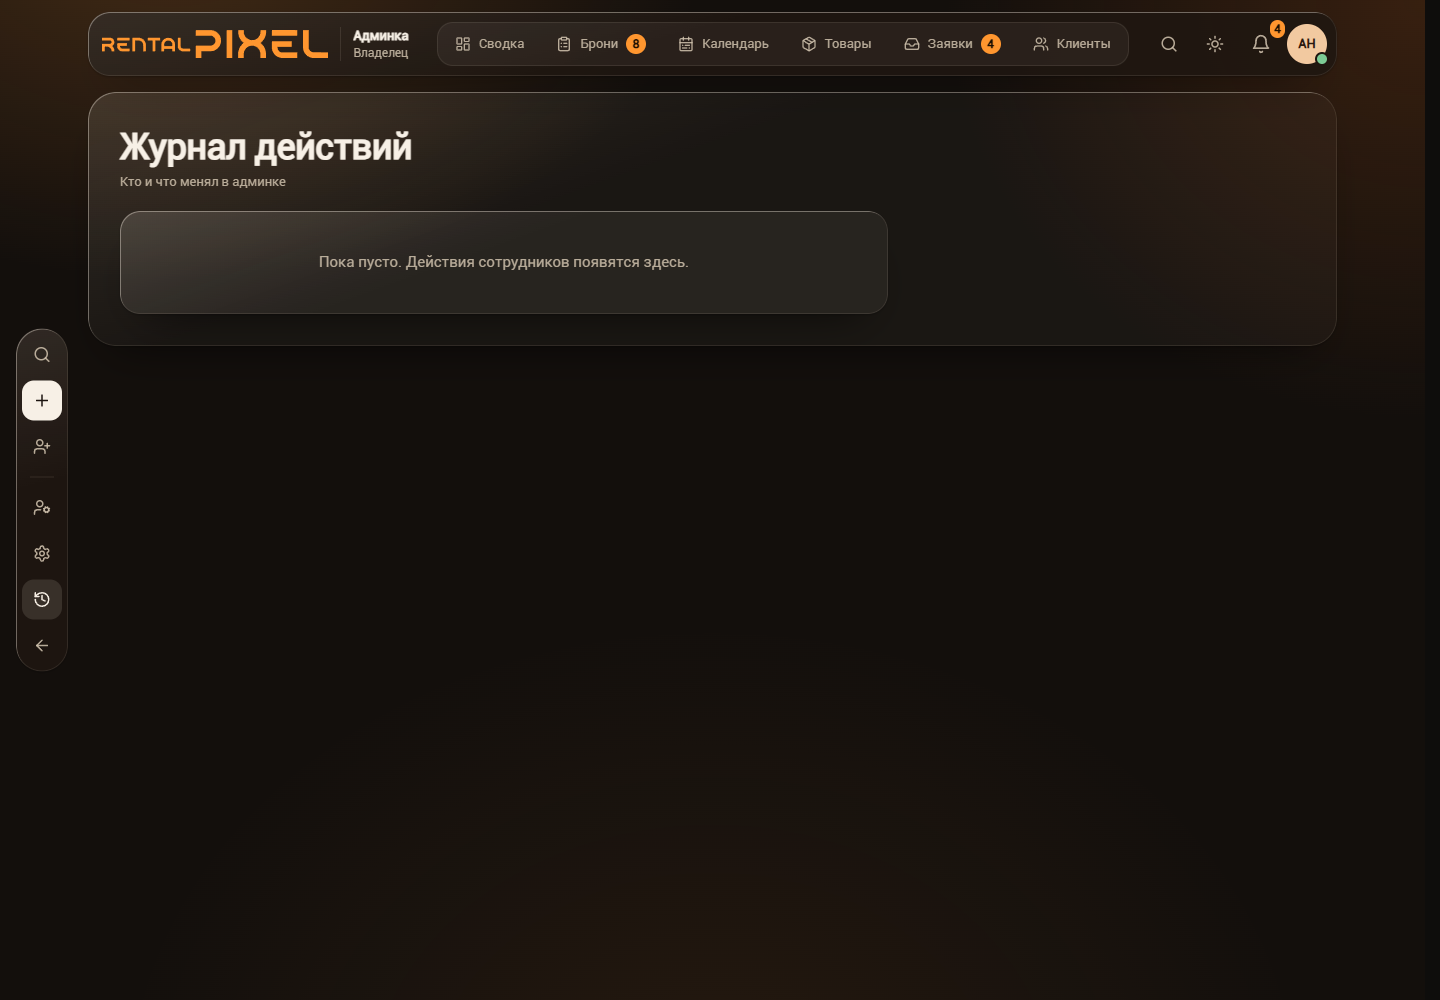 RENTAL PIXEL
Админка
Владелец
Сводка
Брони 8
Календарь
Товары
Заявки 4
Клиенты
4
АН
Журнал действий
Кто и что менял в админке
Пока пусто. Действия сотрудников появятся здесь.